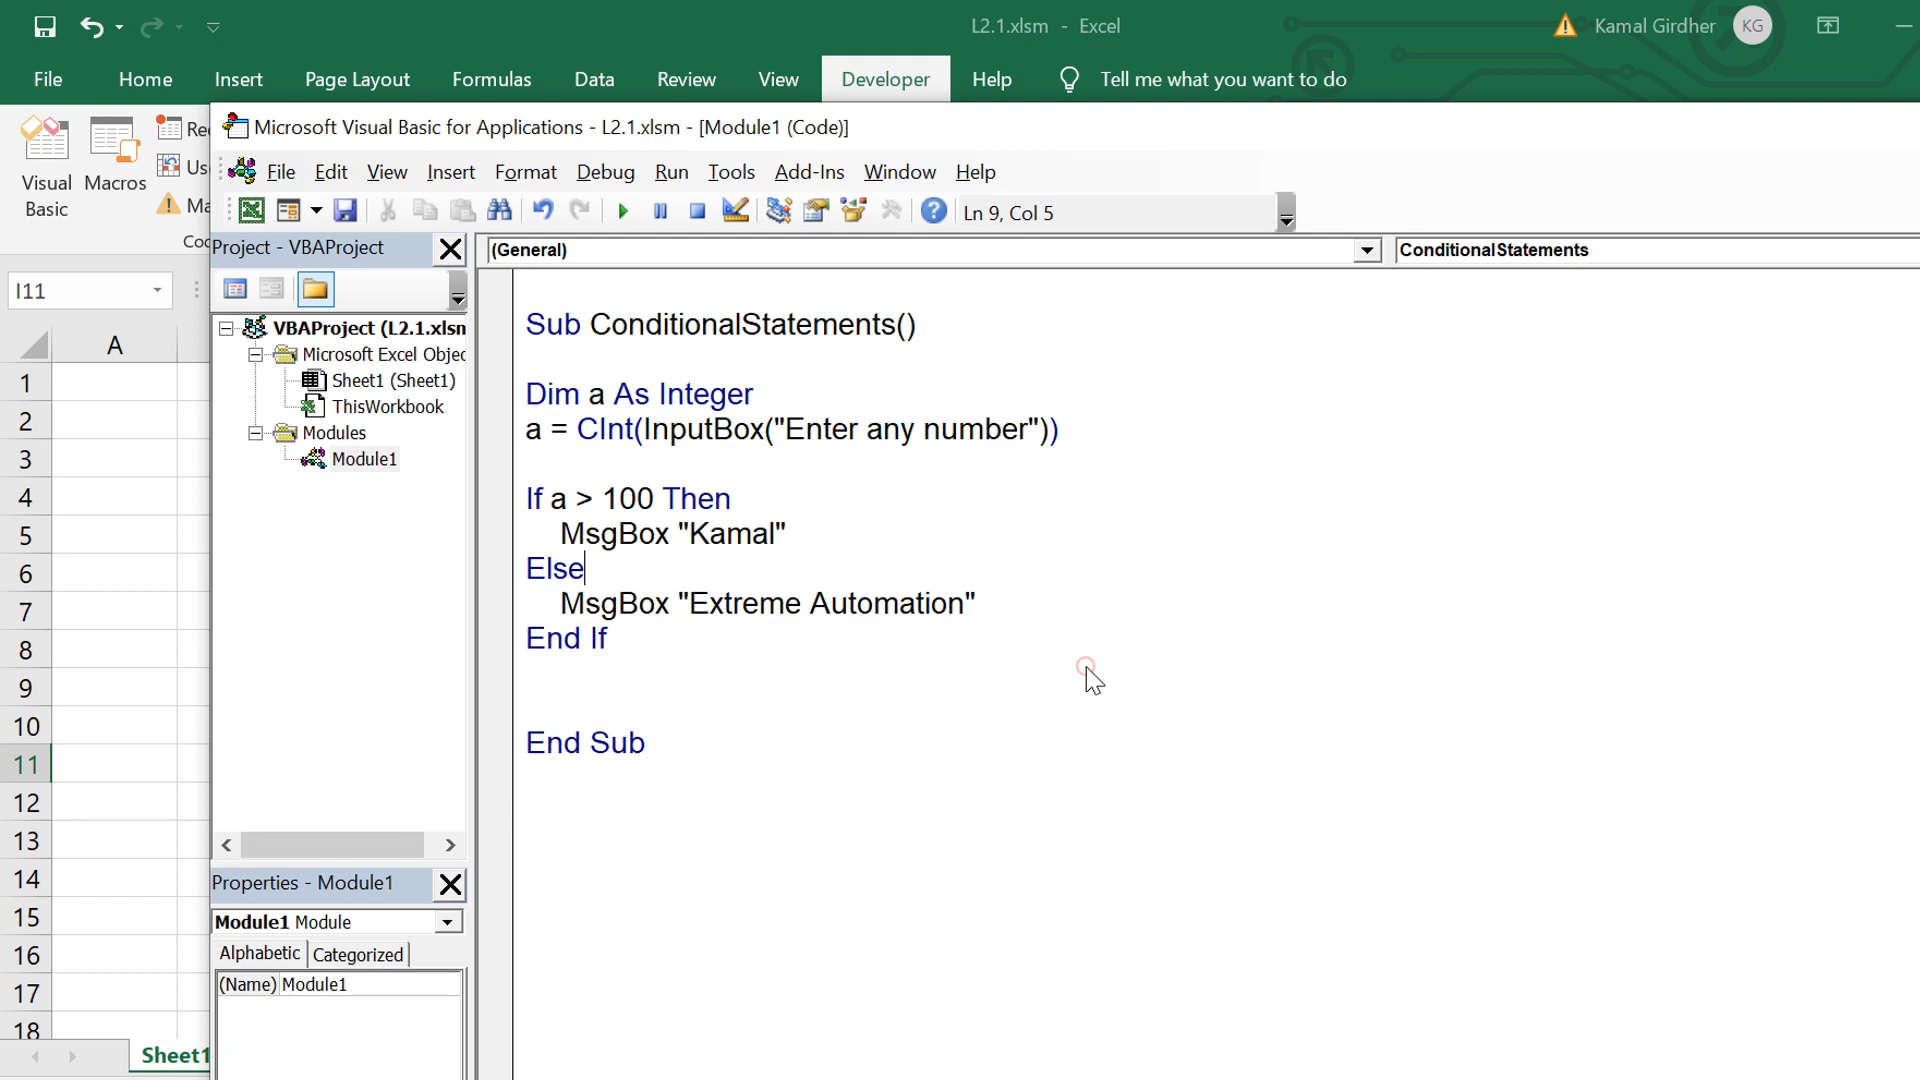 L2.1.xlsm - Excel
Kamal Girdher
KG
File Home Insert Page Layout Formulas Data Review View Developer Help Tell me what you want to do
Visual Basic
Macros
Rec
Us
Ma
Coc
Microsoft Visual Basic for Applications - L2.1.xlsm - [Module1 (Code)]
File Edit View Insert Format Debug Run Tools Add-Ins Window Help
Ln 9, Col 5
Project - VBAProject
(General)
ConditionalStatements
I11
A
1
2
3
4
5
6
7
8
9
10
11
12
13
14
15
16
17
18
VBAProject (L2.1.xlsm
Microsoft Excel Objec
Sheet1 (Sheet1)
ThisWorkbook
Modules
Module1
Sub ConditionalStatements()
Dim a As Integer
a = CInt(InputBox("Enter any number"))
If a > 100 Then
MsgBox "Kamal"
Else
MsgBox "Extreme Automation"
End If
End Sub
Properties - Module1
Module1 Module
Alphabetic Categorized
(Name) Module1
Sheet1